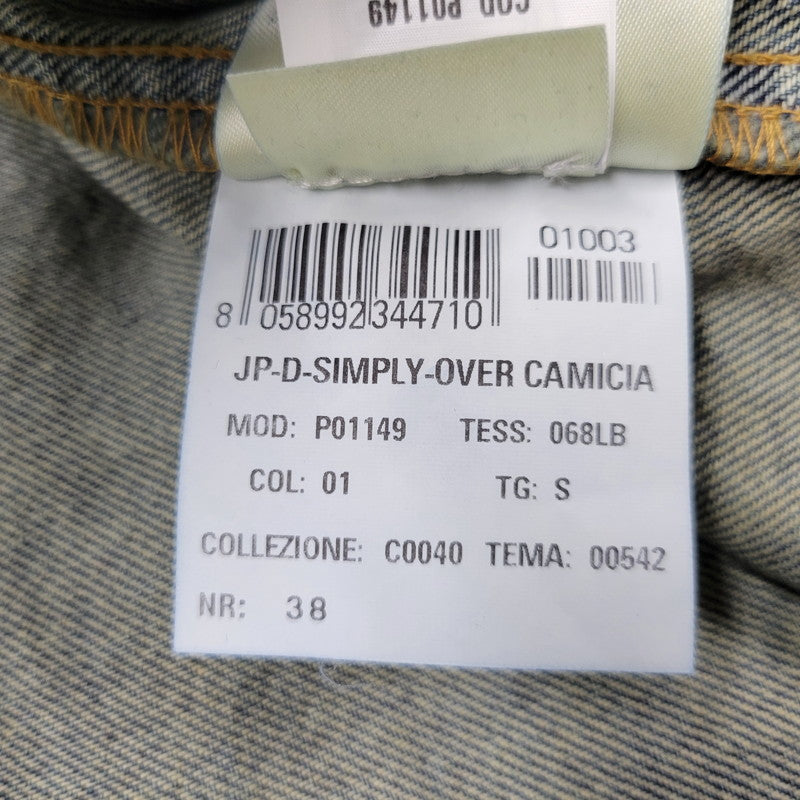 COD P01149
01003
8 058992 344710
JP-D-SIMPLY-OVER CAMICIA
MOD: P01149 TESS: 068LB
COL: 01 TG: S
COLLEZIONE: C0040 TEMA: 00542
NR: 38